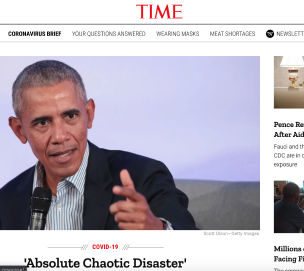 TIME
CORONAVIRUS BRIEF YOUR QUESTIONS ANSWERED WEARING MASKS MEAT SHORTAGES NEWSLETT
Scott Olson—Getty Images
COVID-19
'Absolute Chaotic Disaster'
Pence Re
After Aid
Fauci and th
CDC are in c
exposure
Millions o
Facing Fi